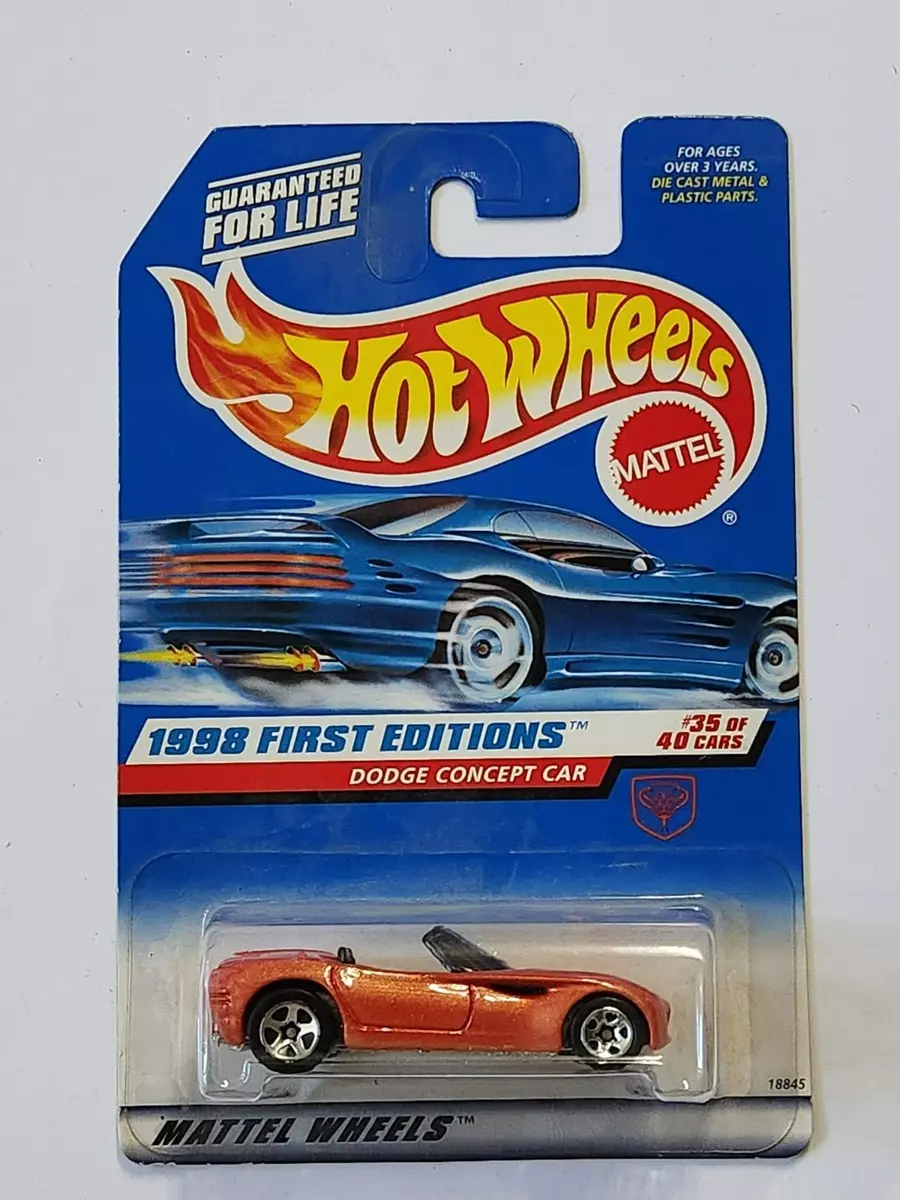 GUARANTEED
FOR LIFE
FOR AGES
OVER 3 YEARS.
DIE CAST METAL &
PLASTIC PARTS.
HOT WHEELS
MATTEL
®
1998 FIRST EDITIONS™
#35 OF
40 CARS
DODGE CONCEPT CAR
18845
MATTEL WHEELS™